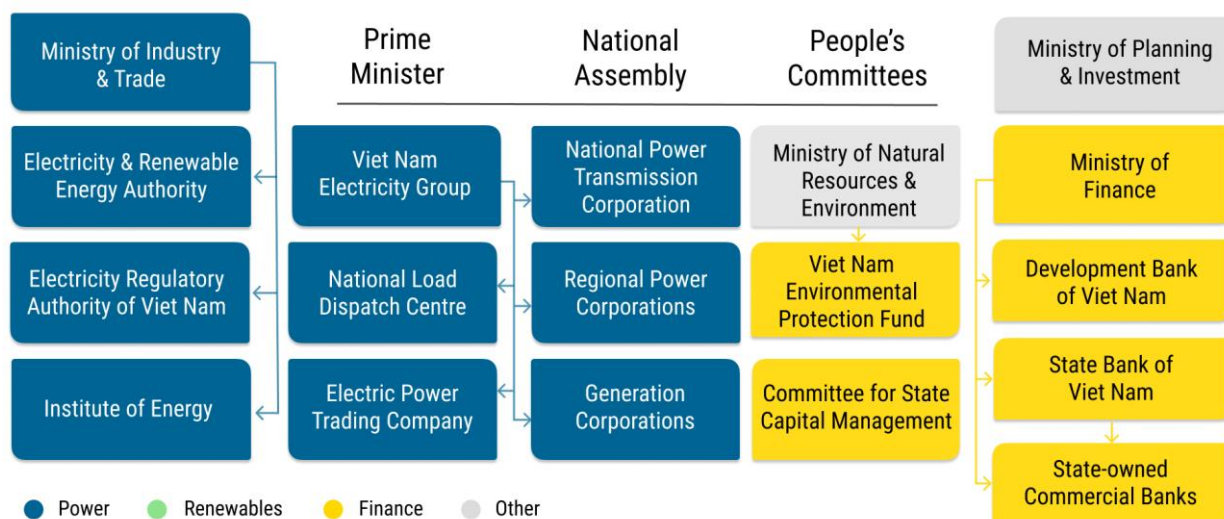 Ministry of Industry
& Trade
Prime
Minister
National
Assembly
People's
Committees
Ministry of Planning
& Investment
Electricity & Renewable
Energy Authority
Viet Nam
Electricity Group
National Power
Transmission
Corporation
Ministry of Natural
Resources &
Environment
Ministry of
Finance
Electricity Regulatory
Authority of Viet Nam
National Load
Dispatch Centre
Regional Power
Corporations
Viet Nam
Environmental
Protection Fund
Development Bank
of Viet Nam
Institute of Energy
Electric Power
Trading Company
Generation
Corporations
Committee for State
Capital Management
State Bank of
Viet Nam
State-owned
Commercial Banks
Power Renewables Finance Other